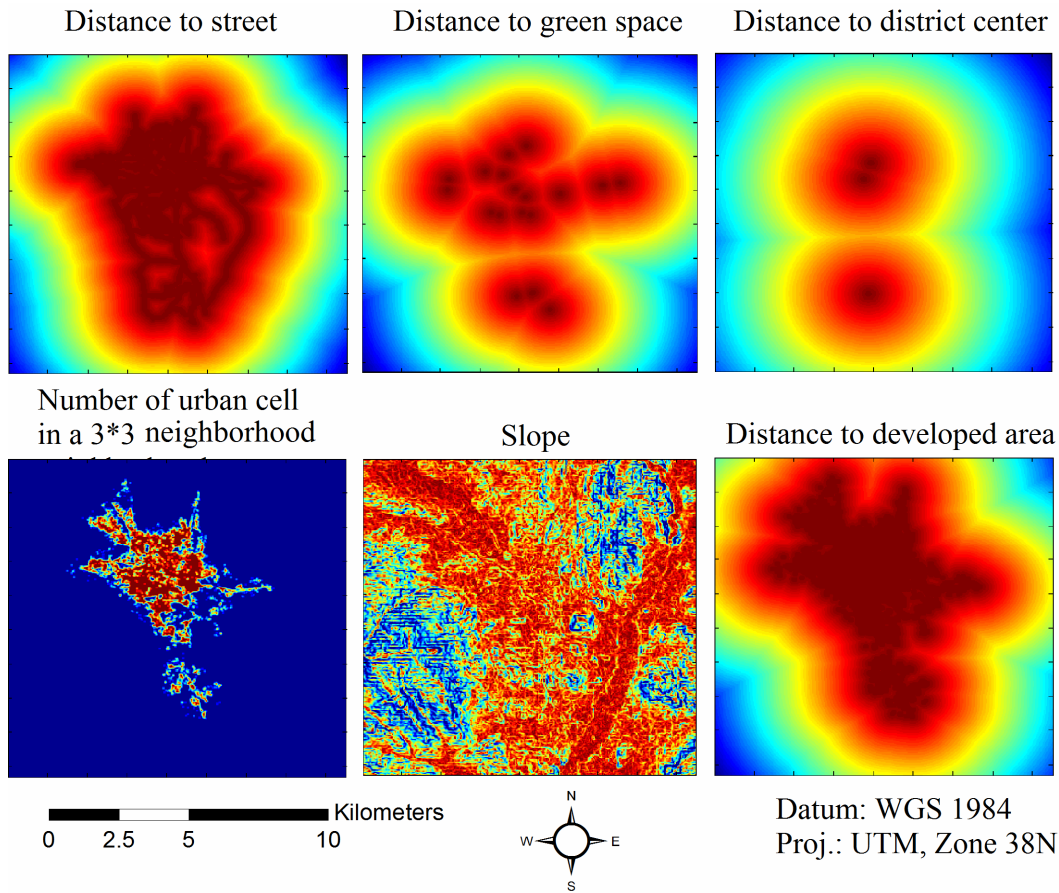 Distance to street
Distance to green space
Distance to district center
Number of urban cell
in a 3*3 neighborhood
Slope
Distance to developed area
Kilometers
0 2.5 5 10
N
W E
S
Datum: WGS 1984
Proj.: UTM, Zone 38N